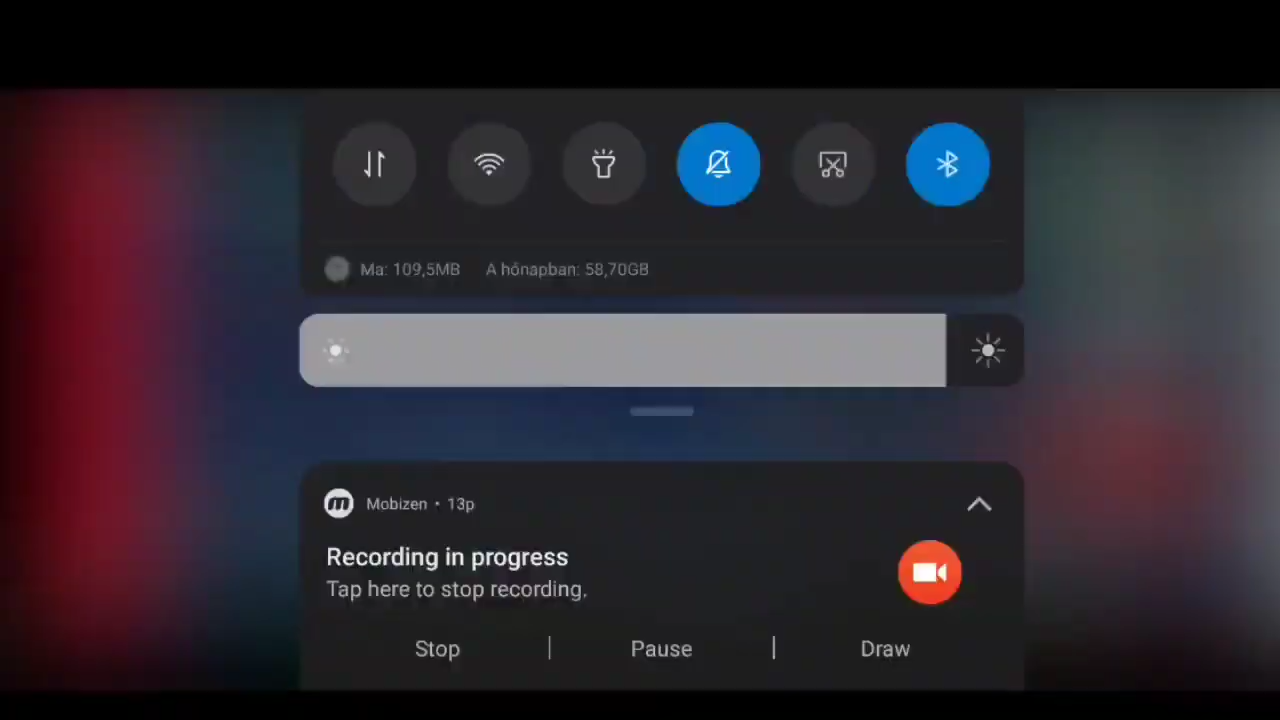 Ma: 109,5MB A hónapban: 58,70GB
m Mobizen • 13p
Recording in progress
Tap here to stop recording.
Stop | Pause | Draw